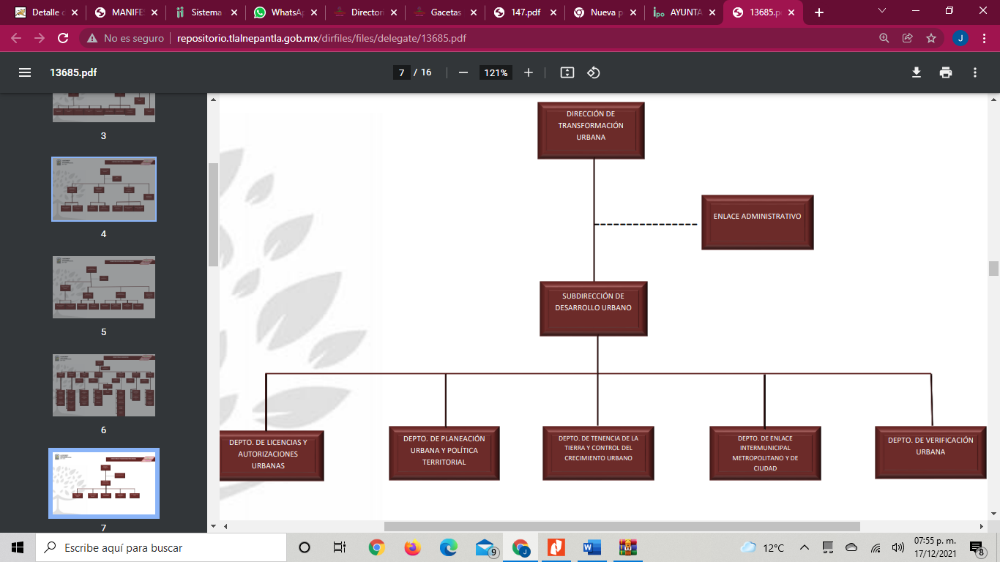 Detalle c
MANIFES
Sistema
WhatsAp
Directori
Gacetas
147.pdf
Nueva p
AYUNTA
13685.p
No es seguro
repositorio.tlalnepantla.gob.mx/dirfiles/files/delegate/13685.pdf
J
13685.pdf
7 / 16
121%
3
4
5
6
7
DIRECCIÓN DE
TRANSFORMACIÓN
URBANA
ENLACE ADMINISTRATIVO
SUBDIRECCIÓN DE
DESARROLLO URBANO
DEPTO. DE LICENCIAS Y
AUTORIZACIONES
URBANAS
DEPTO. DE PLANEACIÓN
URBANA Y POLÍTICA
TERRITORIAL
DEPTO. DE TENENCIA DE LA
TIERRA Y CONTROL DEL
CRECIMIENTO URBANO
DEPTO. DE ENLACE
INTERMUNICIPAL
METROPOLITANO Y DE
CIUDAD
DEPTO. DE VERIFICACIÓN
URBANA
Escribe aquí para buscar
9
J
12°C
07:55 p. m.
17/12/2021
8